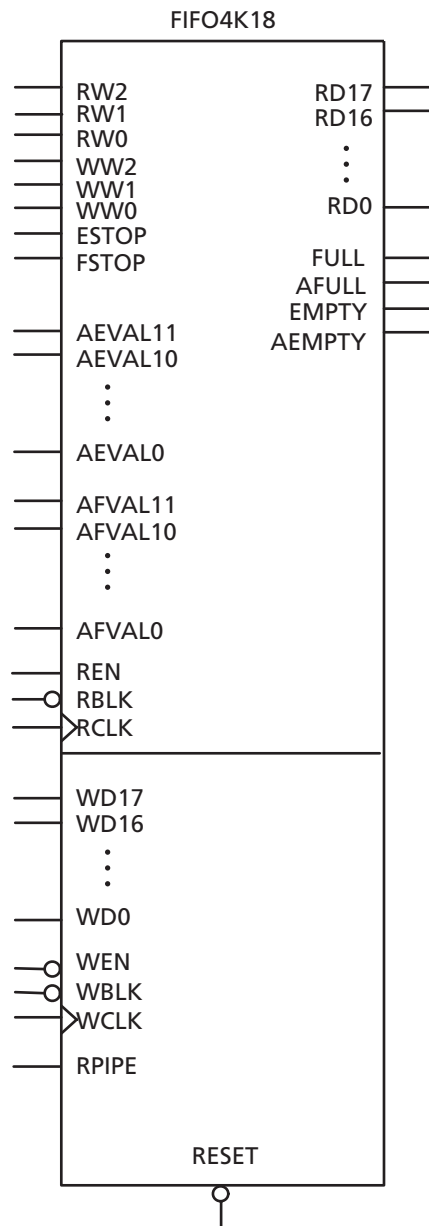 FIFO4K18
RW2
RW1
RW0
WW2
WW1
WW0
ESTOP
FSTOP
AEVAL11
AEVAL10
AEVAL0
AFVAL11
AFVAL10
AFVAL0
REN
RBLK
RCLK
RD17
RD16
RD0
FULL
AFULL
EMPTY
AEMPTY
WD17
WD16
WD0
WEN
WBLK
WCLK
RPIPE
RESET